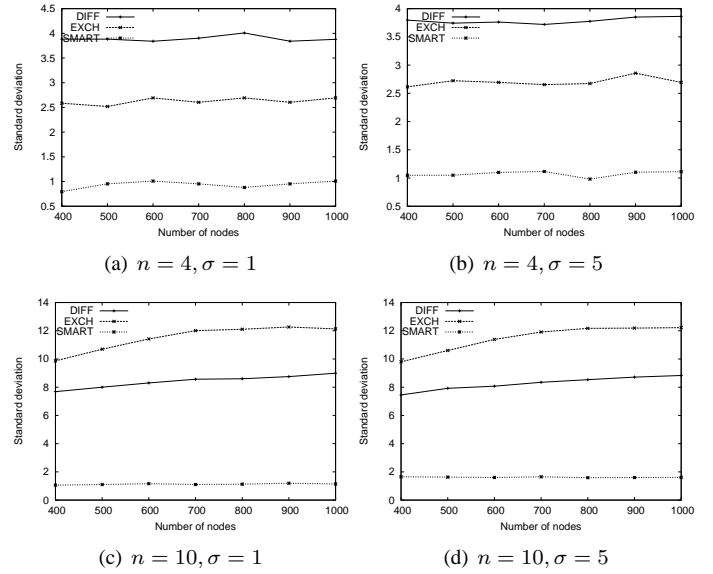 4.5
4
3.5
3
2.5
2
1.5
1
0.5
400 500 600 700 800 900 1000
Standard deviation
Number of nodes
DIFF
EXCH
SMART
(a) n = 4, σ = 1
4
3.5
3
2.5
2
1.5
1
0.5
400 500 600 700 800 900 1000
Standard deviation
Number of nodes
DIFF
EXCH
SMART
(b) n = 4, σ = 5
14
12
10
8
6
4
2
0
400 500 600 700 800 900 1000
Standard deviation
Number of nodes
DIFF
EXCH
SMART
(c) n = 10, σ = 1
14
12
10
8
6
4
2
0
400 500 600 700 800 900 1000
Standard deviation
Number of nodes
DIFF
EXCH
SMART
(d) n = 10, σ = 5